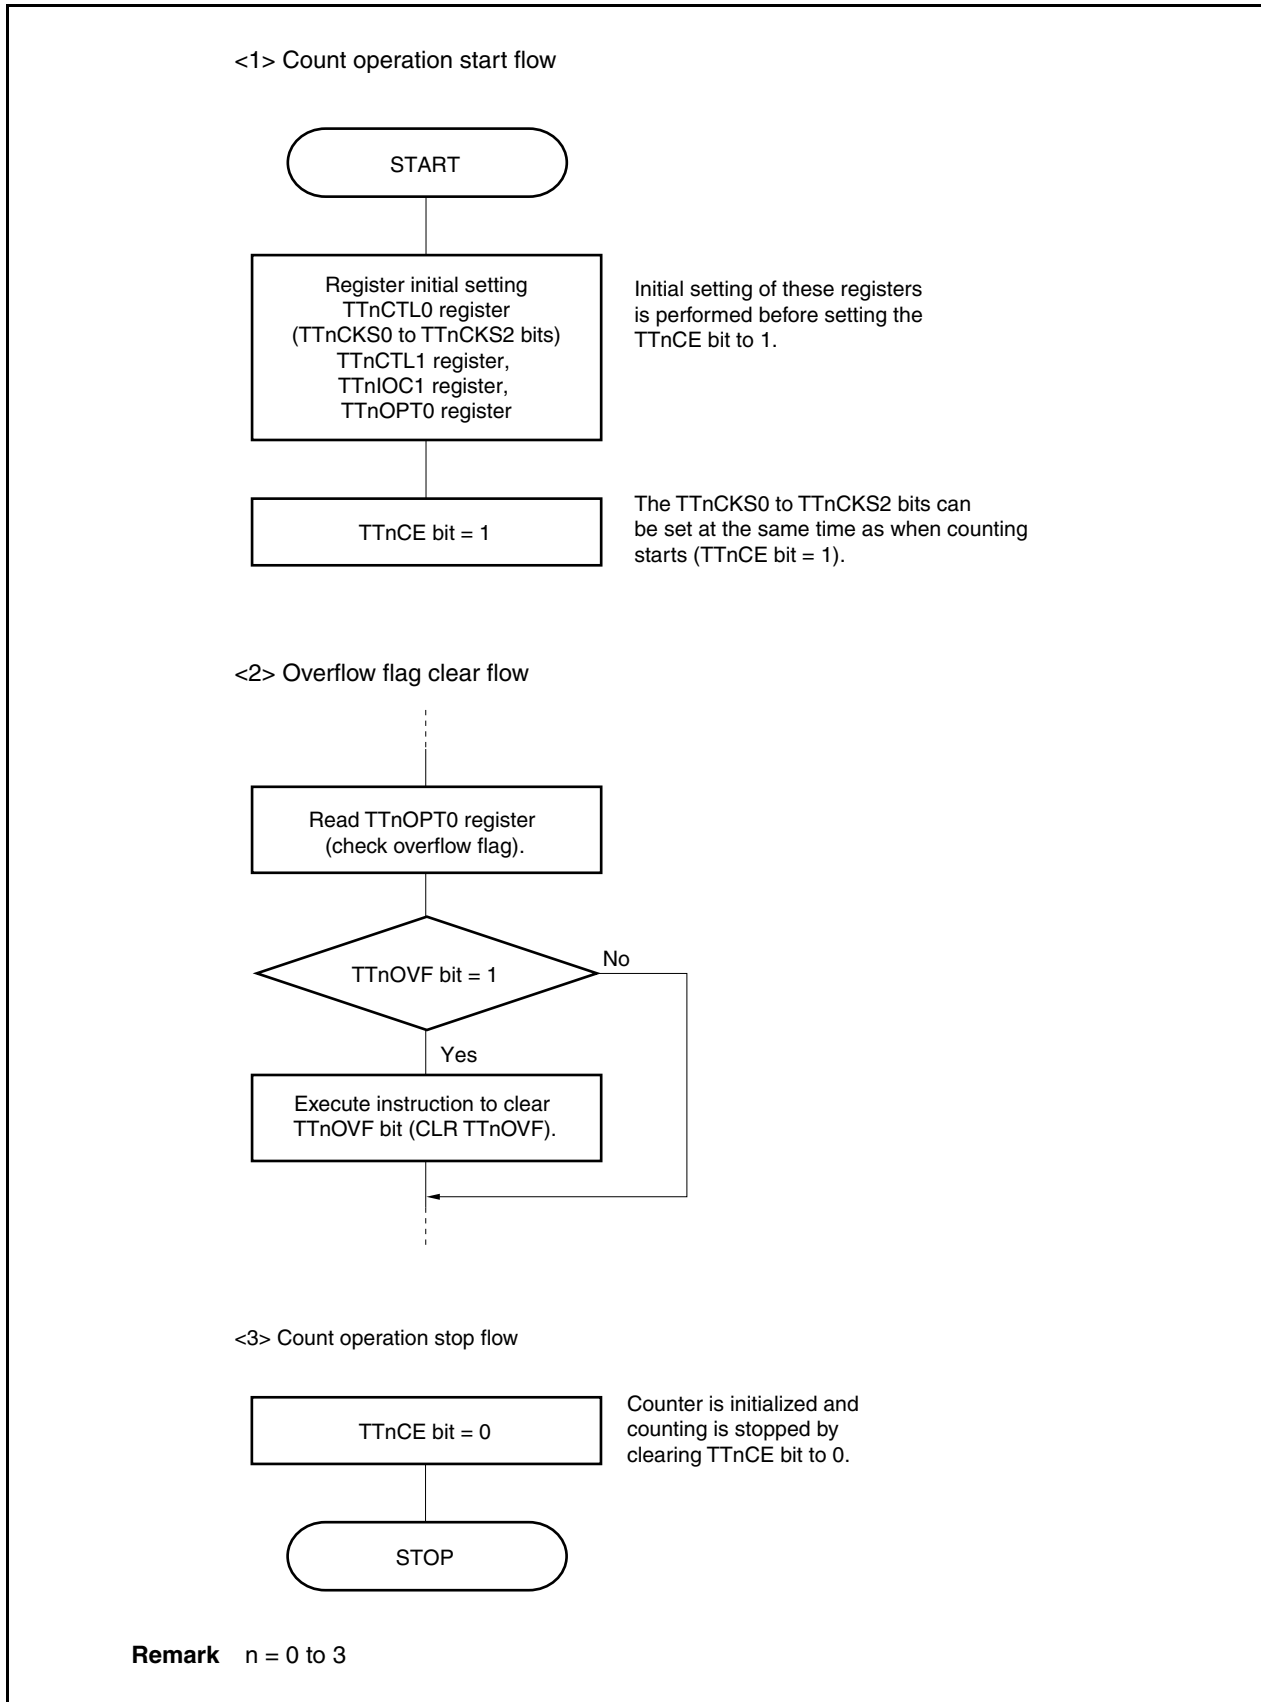 <1> Count operation start flow
START
Register initial setting
TTnCTL0 register
(TTnCKS0 to TTnCKS2 bits)
TTnCTL1 register,
TTnIOC1 register,
TTnOPT0 register
Initial setting of these registers
is performed before setting the
TTnCE bit to 1.
TTnCE bit = 1
The TTnCKS0 to TTnCKS2 bits can
be set at the same time as when counting
starts (TTnCE bit = 1).
<2> Overflow flag clear flow
Read TTnOPT0 register
(check overflow flag).
TTnOVF bit = 1
No
Yes
Execute instruction to clear
TTnOVF bit (CLR TTnOVF).
<3> Count operation stop flow
TTnCE bit = 0
Counter is initialized and
counting is stopped by
clearing TTnCE bit to 0.
STOP
Remark n = 0 to 3